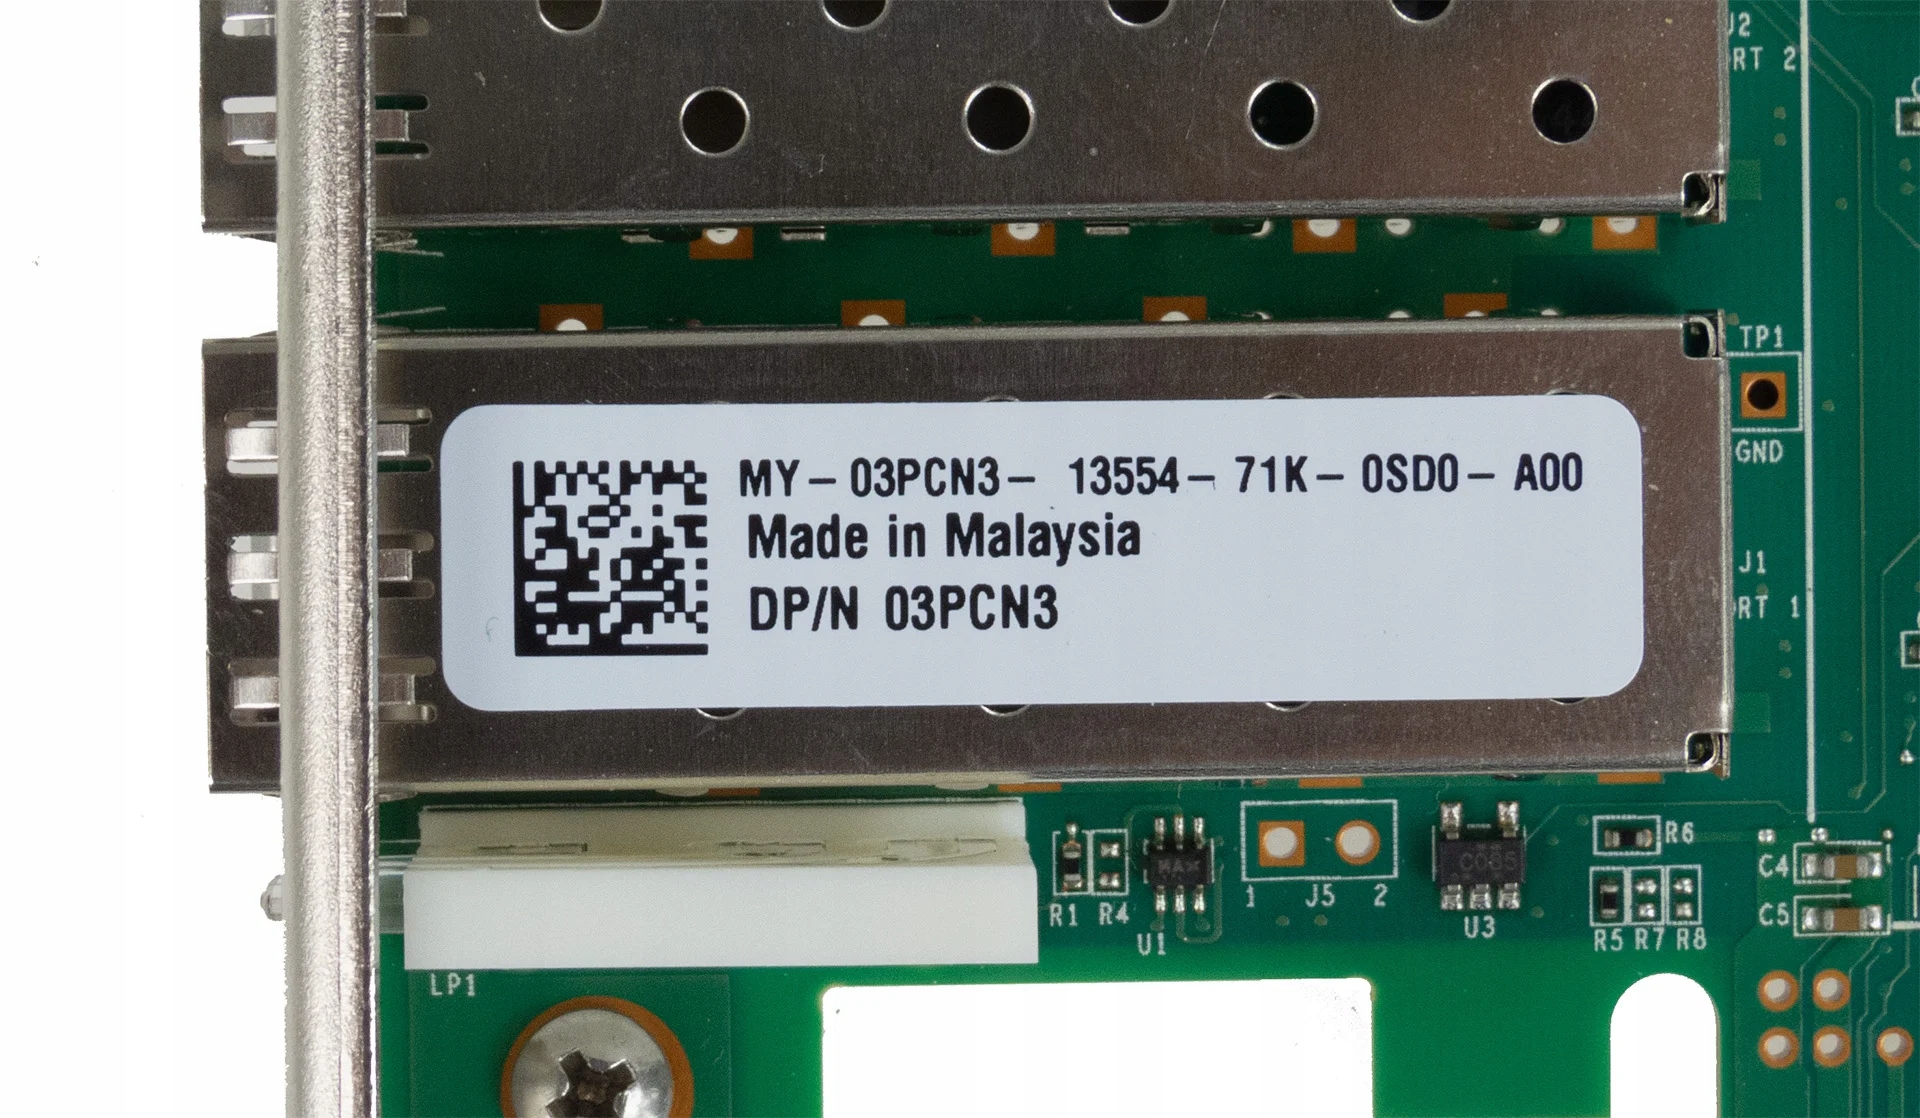 J2
RT 2
MY-03PCN3- 13554-71K-0SD0-A00
Made in Malaysia
DP/N 03PCN3
TP1
GND
J1
RT 1
R1 R4
U1
1 J5 2
C085
U3
R6
R5 R7 R8
C4
C5
LP1